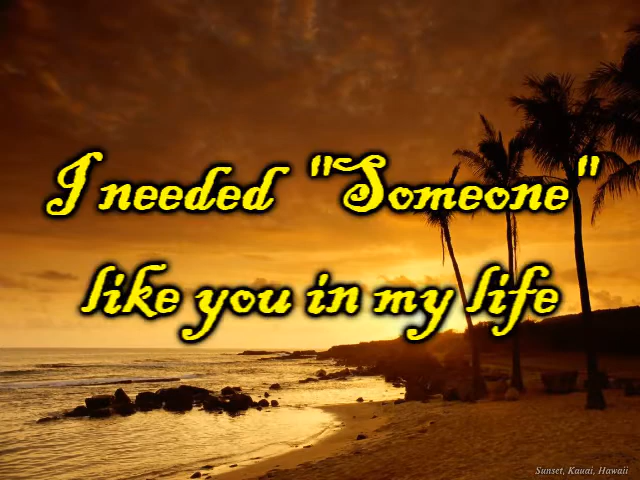 I needed "Someone"
like you in my life
Sunset, Kauai, Hawaii